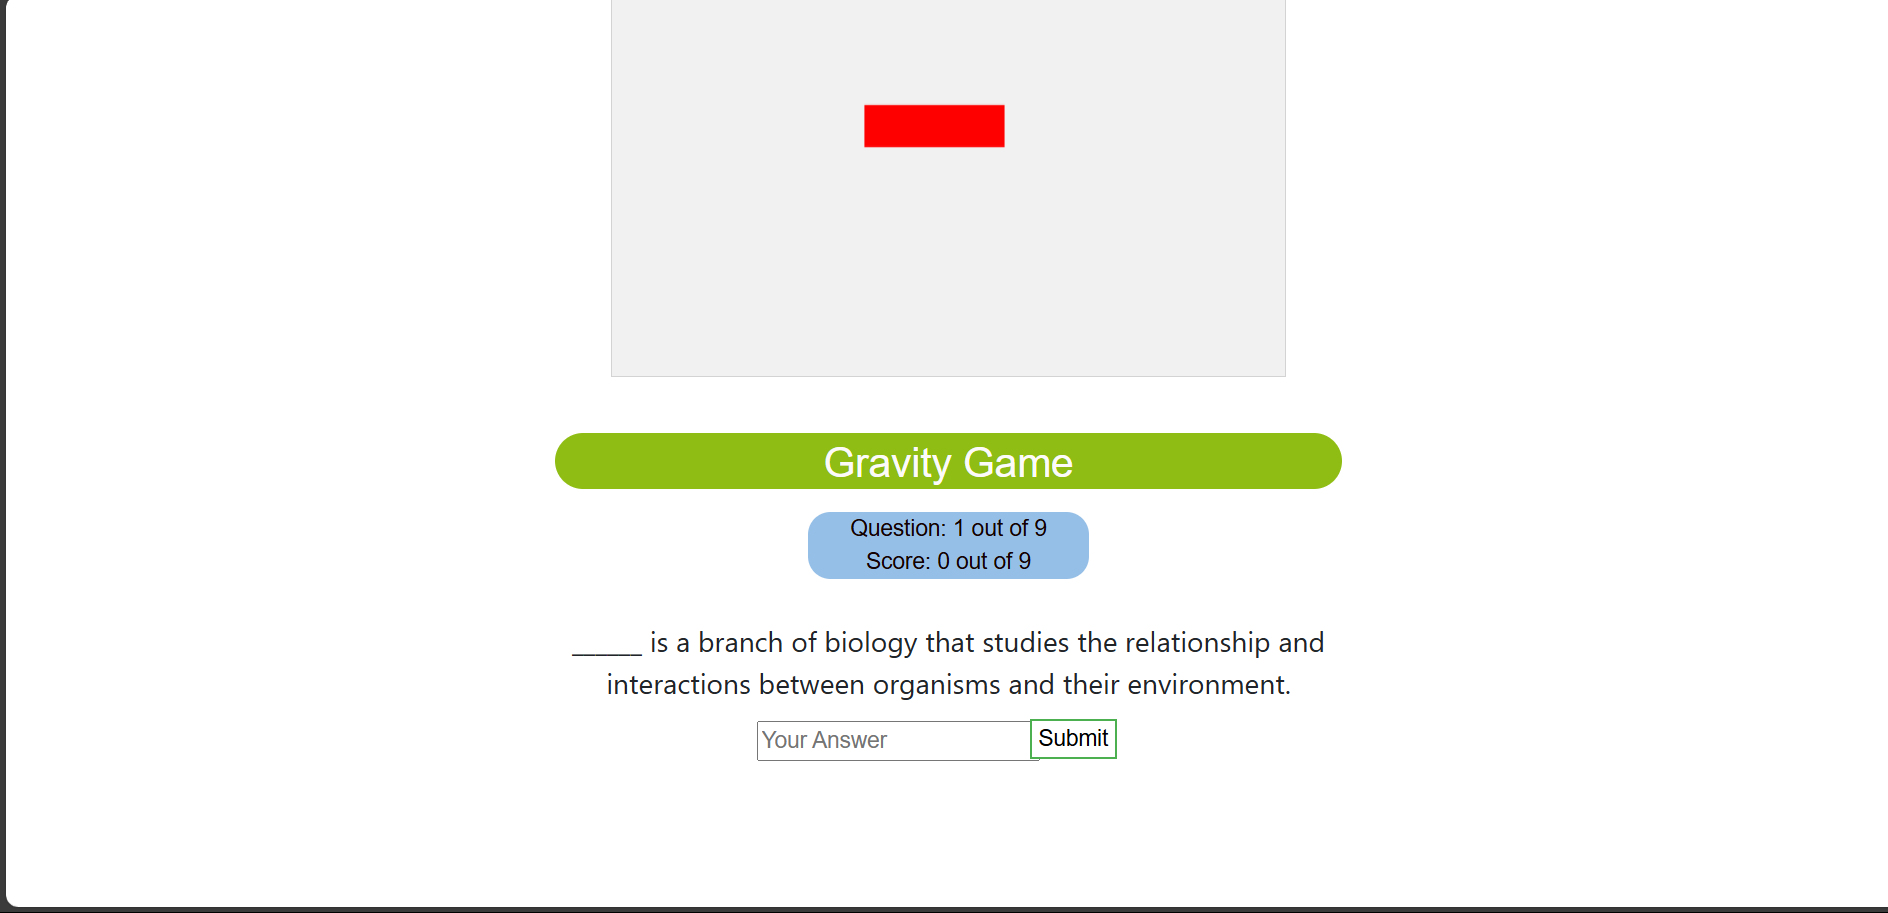 Gravity Game
Question: 1 out of 9
Score: 0 out of 9
______ is a branch of biology that studies the relationship and
interactions between organisms and their environment.
Your Answer
Submit